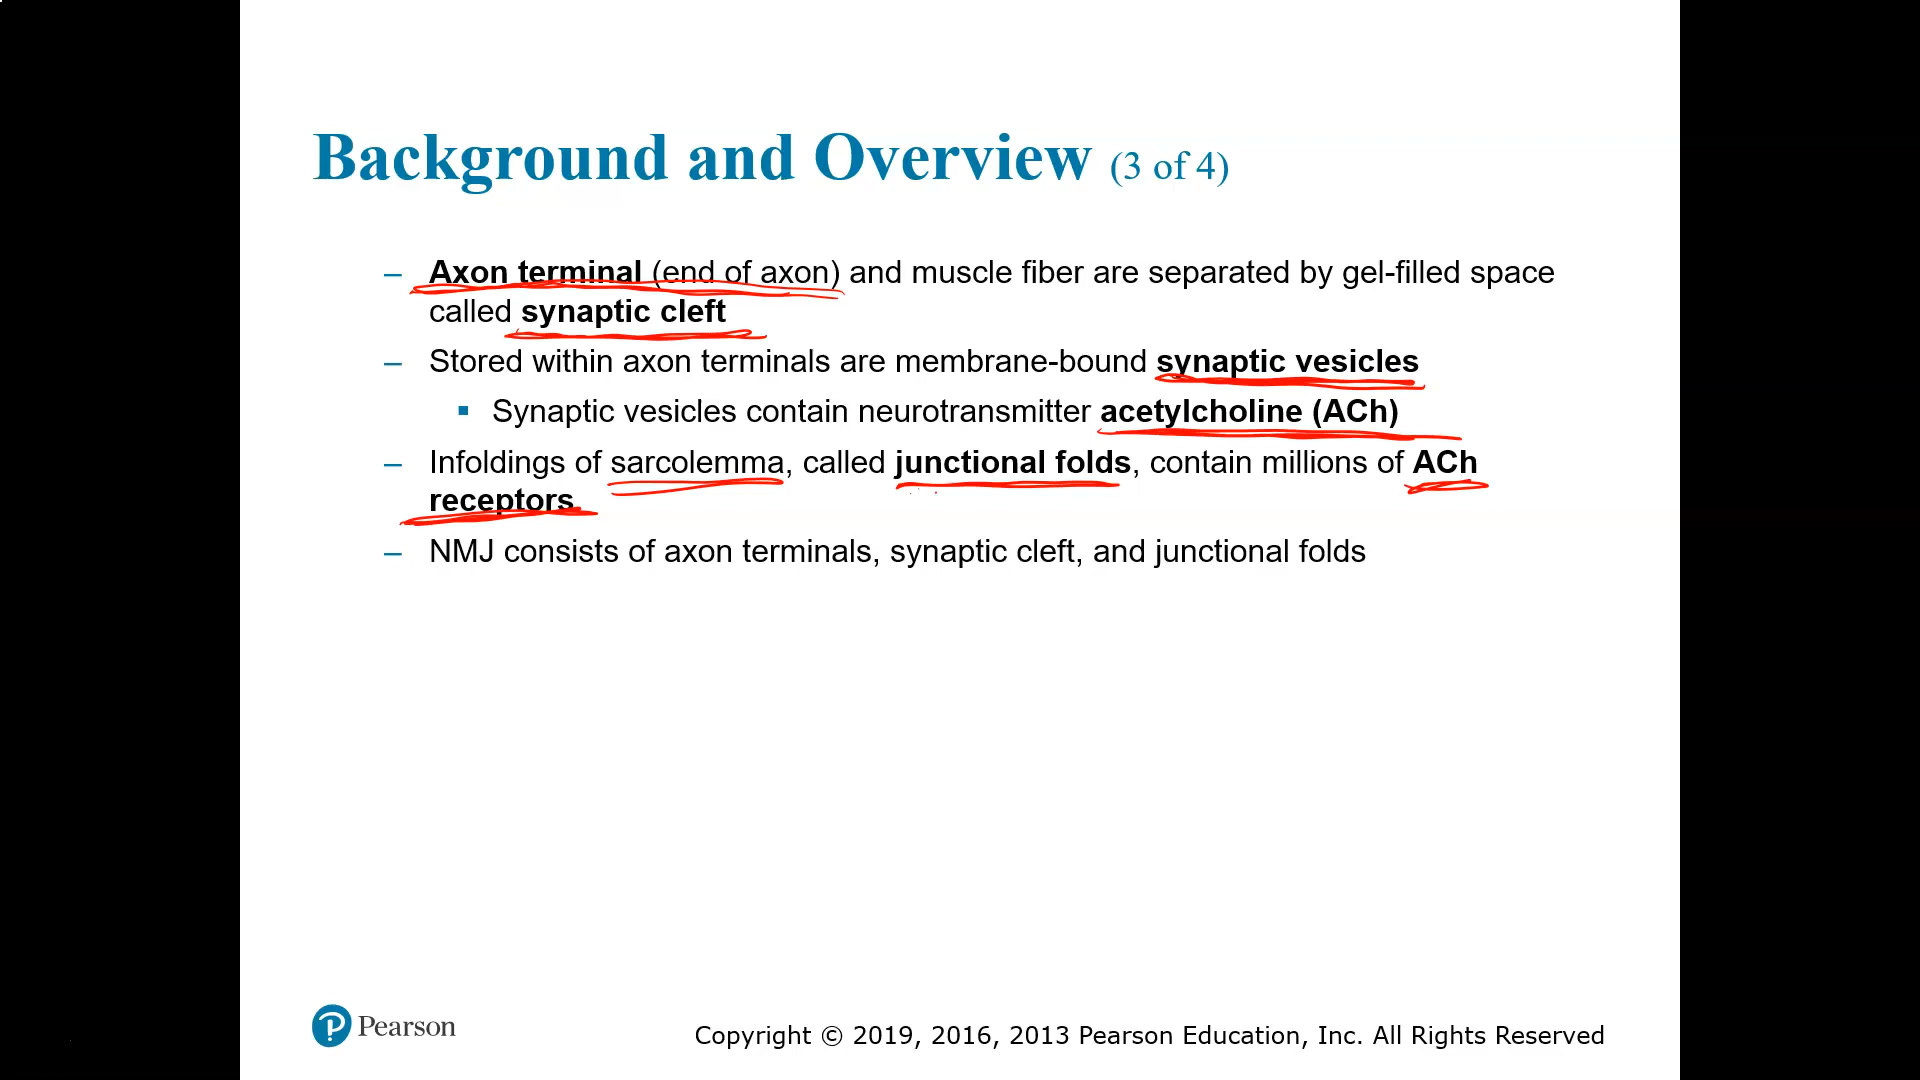 Background and Overview (3 of 4)
– Axon terminal (end of axon) and muscle fiber are separated by gel-filled space
called synaptic cleft
– Stored within axon terminals are membrane-bound synaptic vesicles
▪ Synaptic vesicles contain neurotransmitter acetylcholine (ACh)
– Infoldings of sarcolemma, called junctional folds, contain millions of ACh
receptors
– NMJ consists of axon terminals, synaptic cleft, and junctional folds
Pearson
Copyright © 2019, 2016, 2013 Pearson Education, Inc. All Rights Reserved